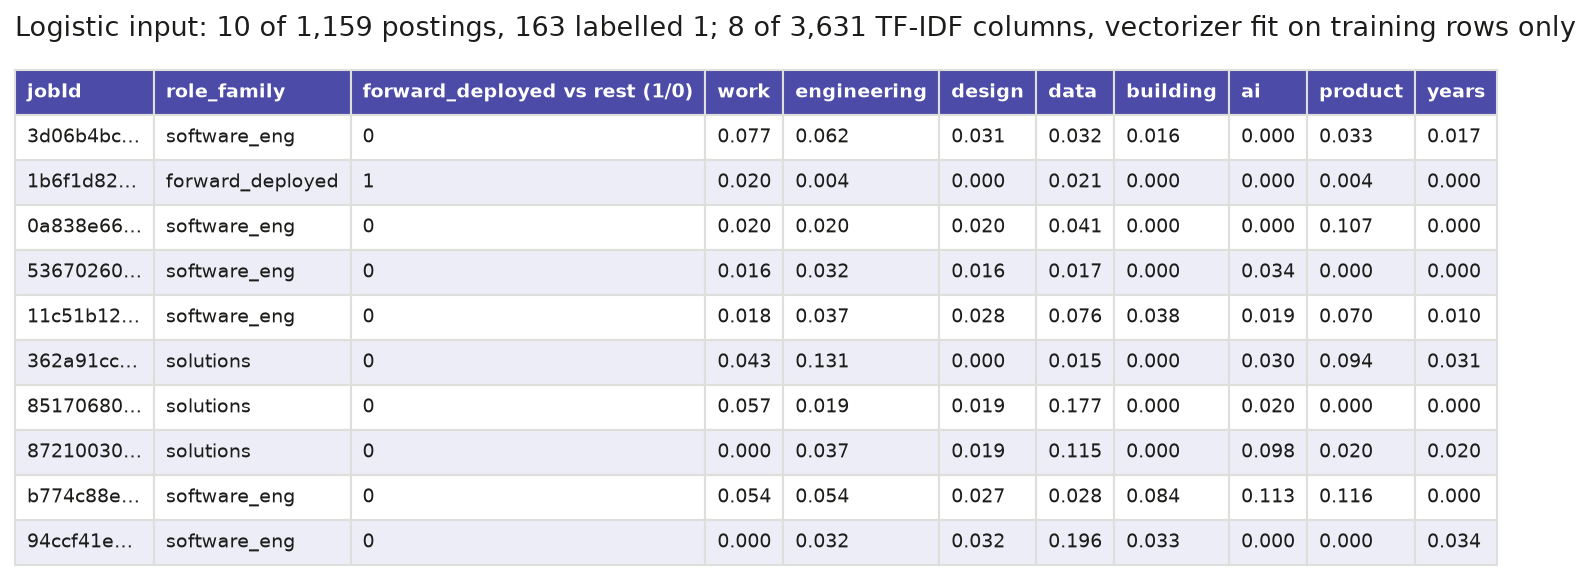 Logistic input: 10 of 1,159 postings, 163 labelled 1; 8 of 3,631 TF-IDF columns, vectorizer fit on training rows only
jobId role_family forward_deployed vs rest (1/0) work engineering design data building ai product years
3d06b4bc... software_eng 0 0.077 0.062 0.031 0.032 0.016 0.000 0.033 0.017
1b6f1d82... forward_deployed 1 0.020 0.004 0.000 0.021 0.000 0.000 0.004 0.000
0a838e66... software_eng 0 0.020 0.020 0.020 0.041 0.000 0.000 0.107 0.000
53670260... software_eng 0 0.016 0.032 0.016 0.017 0.000 0.034 0.000 0.000
11c51b12... software_eng 0 0.018 0.037 0.028 0.076 0.038 0.019 0.070 0.010
362a91cc... solutions 0 0.043 0.131 0.000 0.015 0.000 0.030 0.094 0.031
85170680... solutions 0 0.057 0.019 0.019 0.177 0.000 0.020 0.000 0.000
87210030... solutions 0 0.000 0.037 0.019 0.115 0.000 0.098 0.020 0.020
b774c88e... software_eng 0 0.054 0.054 0.027 0.028 0.084 0.113 0.116 0.000
94ccf41e... software_eng 0 0.000 0.032 0.032 0.196 0.033 0.000 0.000 0.034